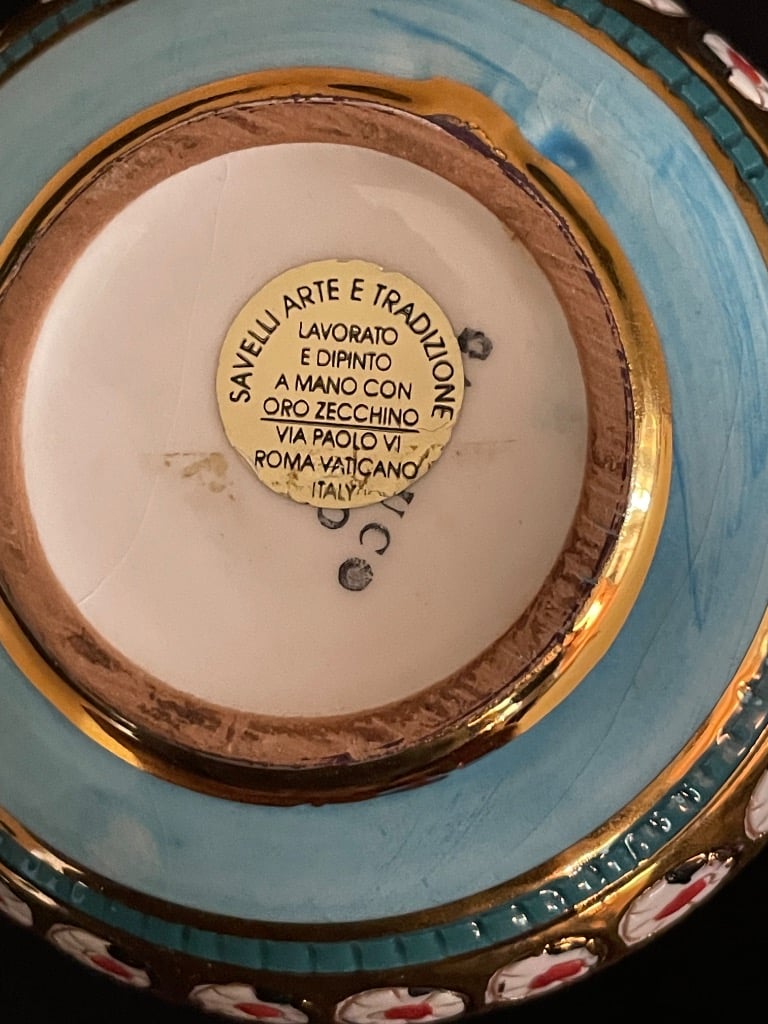 SAVELLI ARTE E TRADIZIONE
LAVORATO
E DIPINTO
A MANO CON
ORO ZECCHINO
VIA PAOLO VI
ROMA VATICANO
ITALY